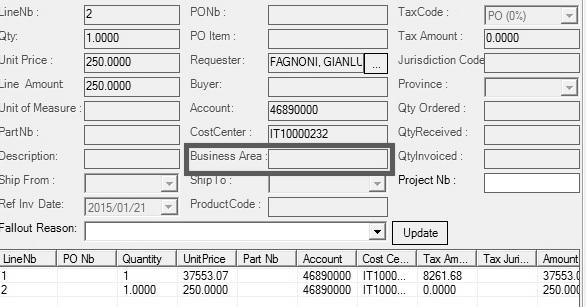 LineNb : 2 PONb : TaxCode : PO (0%)
Qty: 1.0000 PO Item : Tax Amount : 0.0000
Unit Price : 250.0000 Requester: FAGNONI, GIANLU ... Jurisdiction Code
Line Amount 250.0000 Buyer: Province :
Unit of Measure : Account: 46890000 Qty Ordered :
PartNb : CostCenter : IT10000232 QtyReceived :
Description: Business Area : QtyInvoiced :
Ship From : ShipTo : Project Nb :
Ref Inv Date: 2015/01/21 ProductCode :
Fallout Reason: Update
LineNb PO Nb Quantity UnitPrice Part Nb Account Cost Ce... Tax Am... Tax Juri... Amount
1 1 37553.07 46890000 IT1000... 8261.68 37553.0
2 1.0000 250.0000 46890000 IT1000... 0.0000 250.000